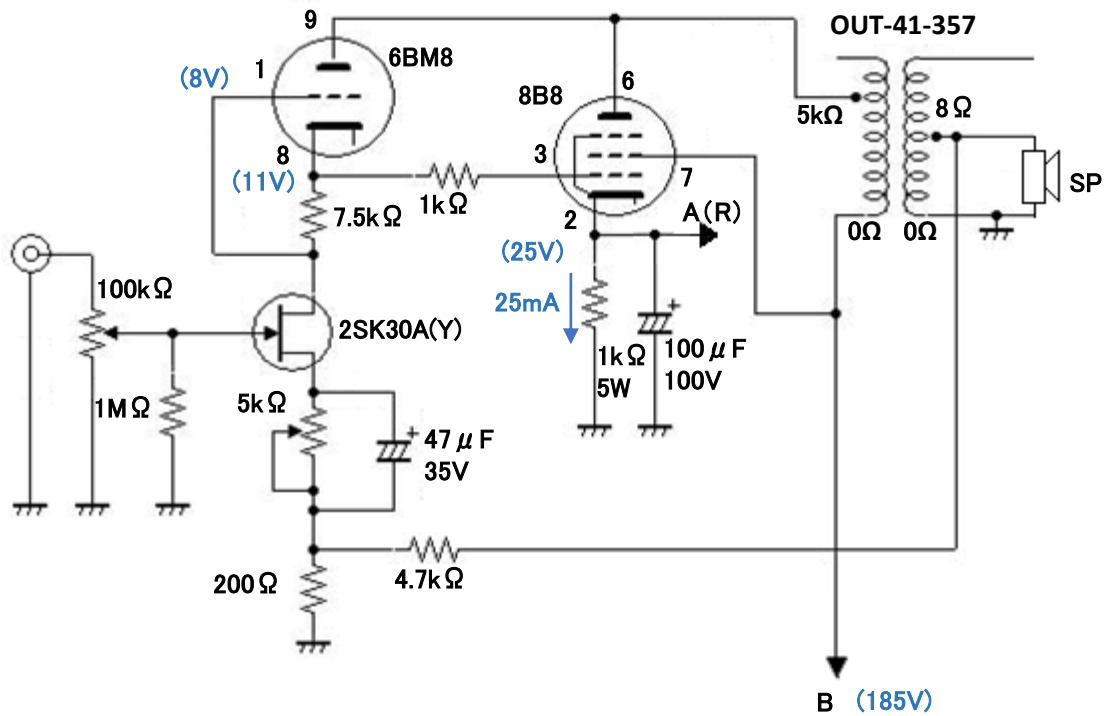 OUT-41-357
9
6BM8
1
(8V)
8B8
6
5kΩ
8Ω
3
7
8
(11V)
1kΩ
7.5kΩ
2
A(R)
SP
0Ω
0Ω
(25V)
25mA
100kΩ
2SK30A(Y)
+
100μF
100V
1kΩ
5W
1MΩ
5kΩ
+
47μF
35V
200Ω
4.7kΩ
B (185V)